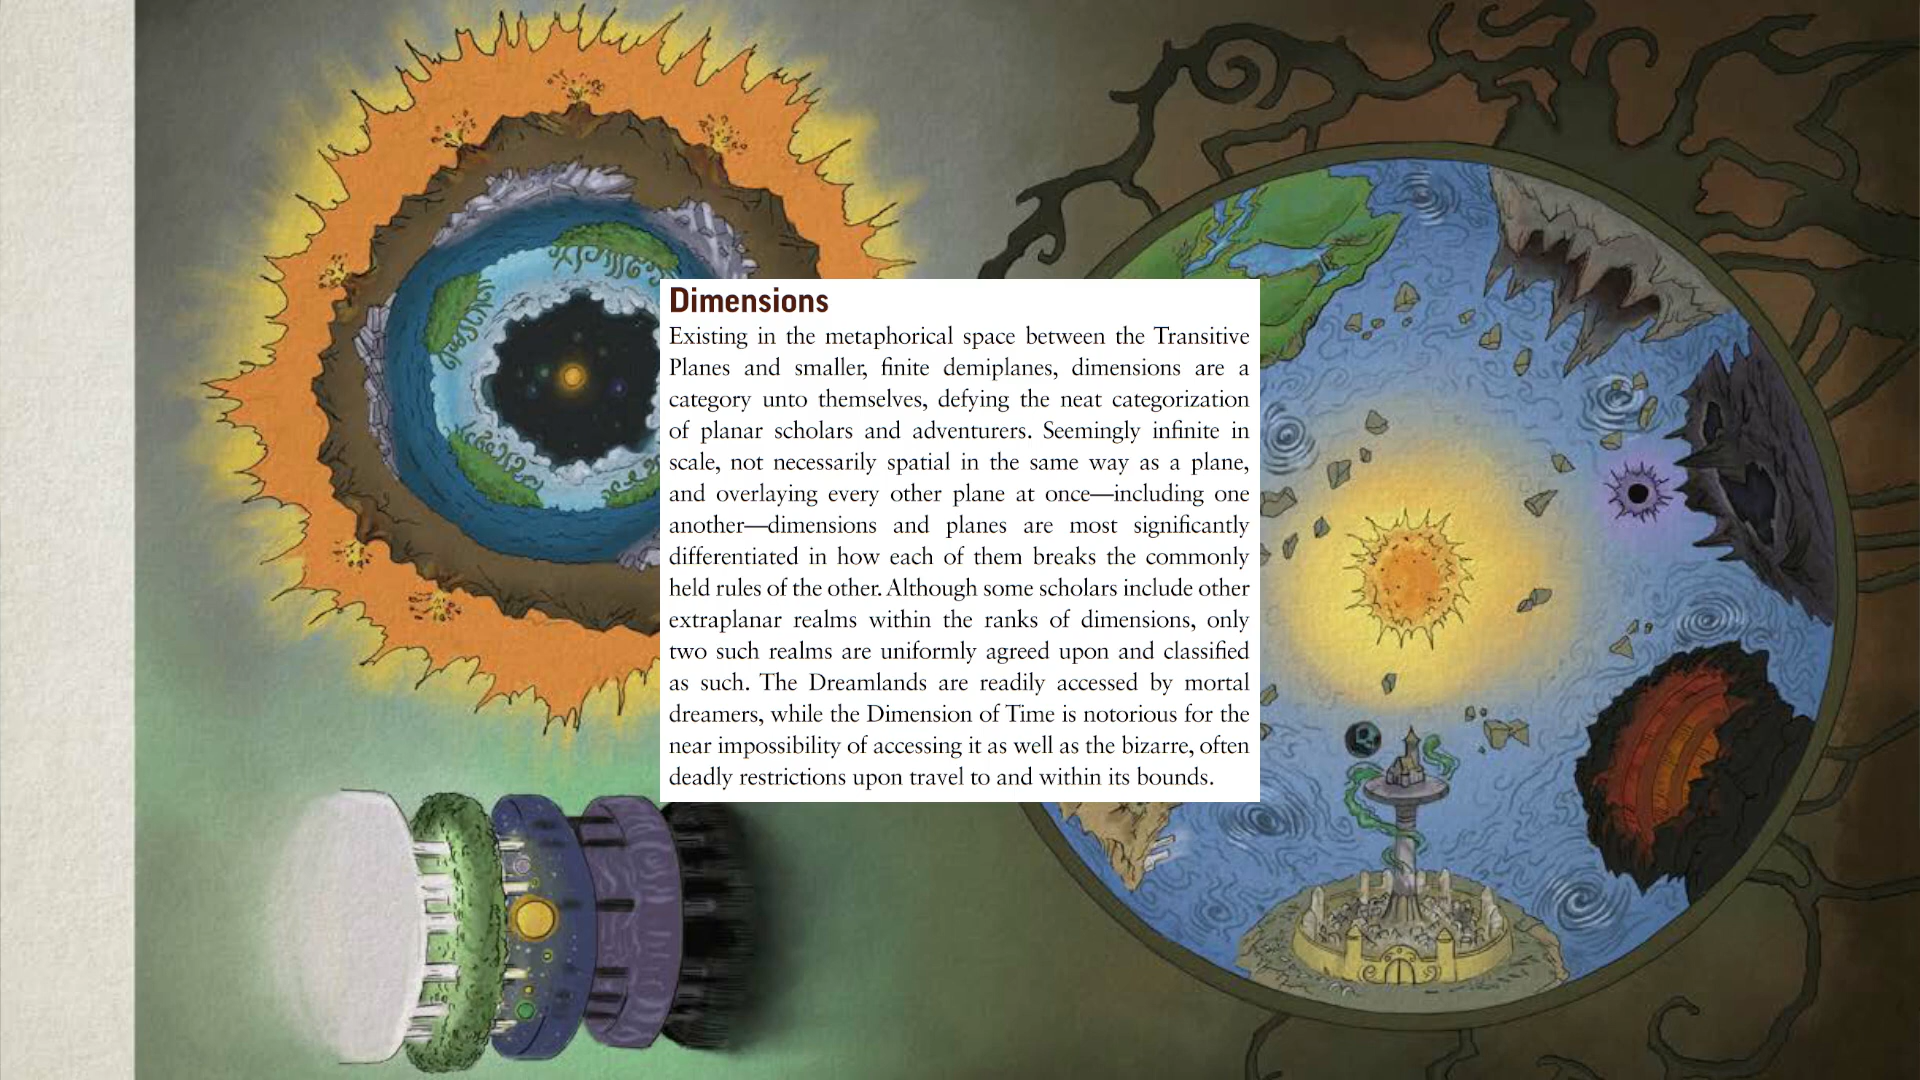 Dimensions
Existing in the metaphorical space between the Transitive
Planes and smaller, finite demiplanes, dimensions are a
category unto themselves, defying the neat categorization
of planar scholars and adventurers. Seemingly infinite in
scale, not necessarily spatial in the same way as a plane,
and overlaying every other plane at once—including one
another—dimensions and planes are most significantly
differentiated in how each of them breaks the commonly
held rules of the other. Although some scholars include other
extraplanar realms within the ranks of dimensions, only
two such realms are uniformly agreed upon and classified
as such. The Dreamlands are readily accessed by mortal
dreamers, while the Dimension of Time is notorious for the
near impossibility of accessing it as well as the bizarre, often
deadly restrictions upon travel to and within its bounds.